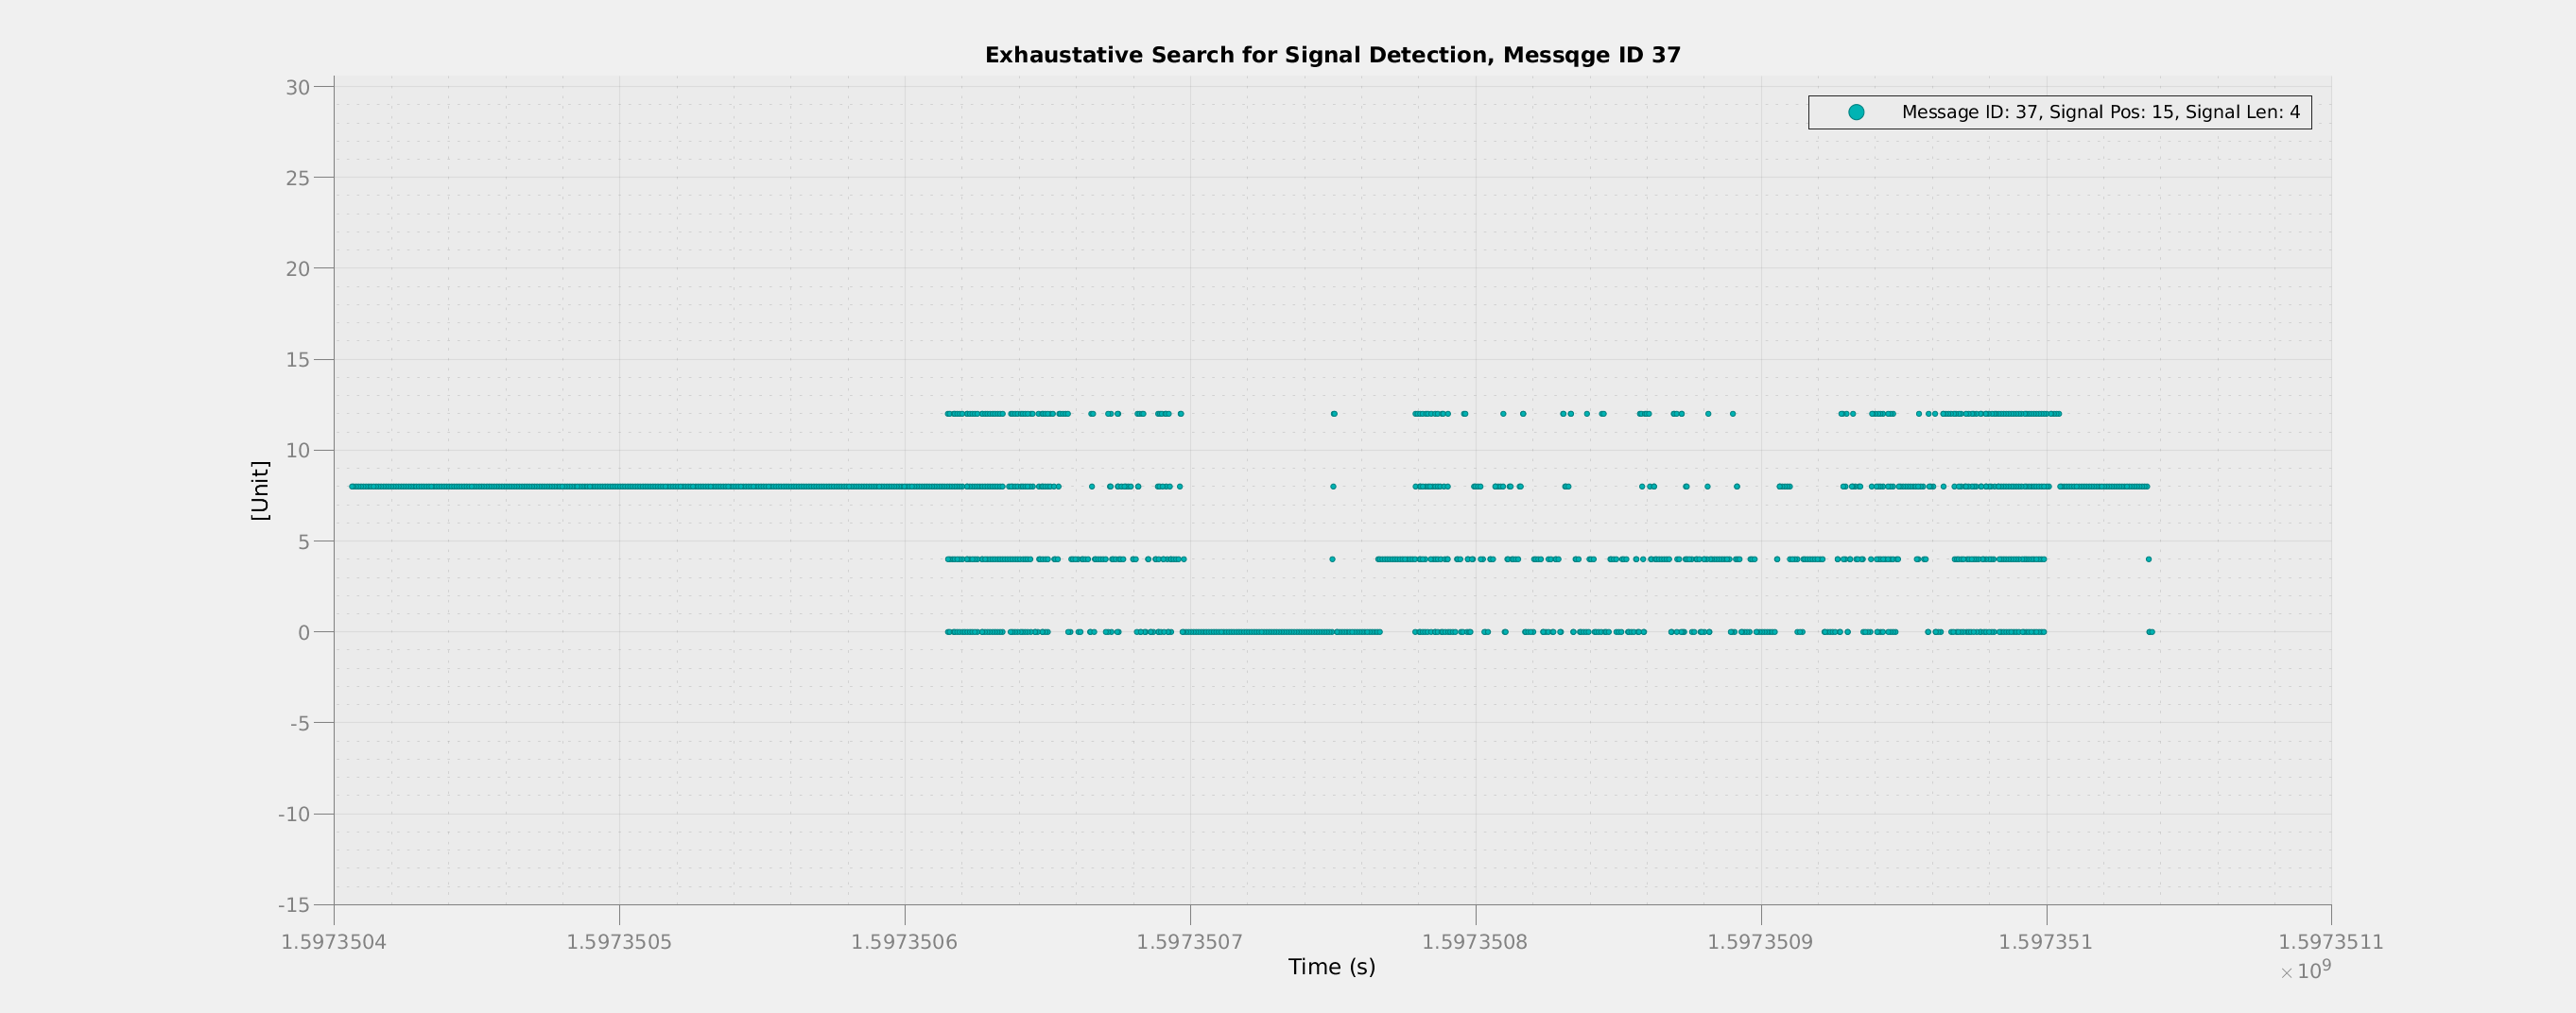 Exhaustative Search for Signal Detection, Messqge ID 37
Message ID: 37, Signal Pos: 15, Signal Len: 4
30
25
20
15
10
5
0
-5
-10
-15
[Unit]
1.5973504 1.5973505 1.5973506 1.5973507 1.5973508 1.5973509 1.597351 1.5973511
Time (s)
×10⁹